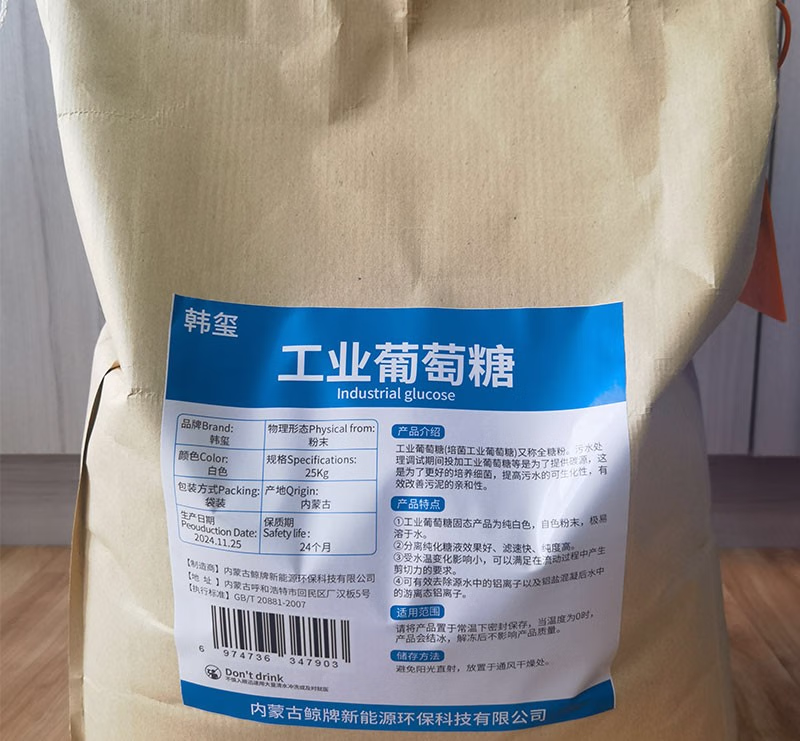 韩玺
工业葡萄糖
Industrial glucose
品牌Brand:
韩玺
物理形态Physical from:
粉末
颜色Color:
白色
规格Specifications:
25Kg
包装方式Packing:
袋装
产地Qrigin:
内蒙古
生产日期
Peouduction Date:
2024.11.25
保质期
Safety life:
24个月
【制造商】内蒙古鲸牌新能源环保科技有限公司
【地 址】内蒙古呼和浩特市回民区厂汉板5号
【执行标准】GB/T 20881-2007
6 974736 347903
Don't drink
不慎入眼迅速用大量清水冲洗或及时就医
产品介绍
工业葡萄糖(培菌工业葡萄糖)又称全糖粉。污水处
理调试期间投加工业葡萄糖等是为了提供碳源，这
是为了更好的培养细菌，提高污水的可生化性，有
效改善污泥的亲和性。
产品特点
①工业葡萄糖固态产品为纯白色，自色粉末，极易
溶于水。
②分离纯化糖液效果好、滤速快、纯度高。
③受水温变化影响小，可以满足在流动过程中产生
剪切力的要求。
④可有效去除源水中的铝离子以及铝盐混凝后水中
的游离态铝离子。
适用范围
请将产品置于常温下密封保存，当温度为0时，
产品会结冰，解冻后不影响产品质量。
储存方法
避免阳光直射，放置于通风干燥处。
内蒙古鲸牌新能源环保科技有限公司